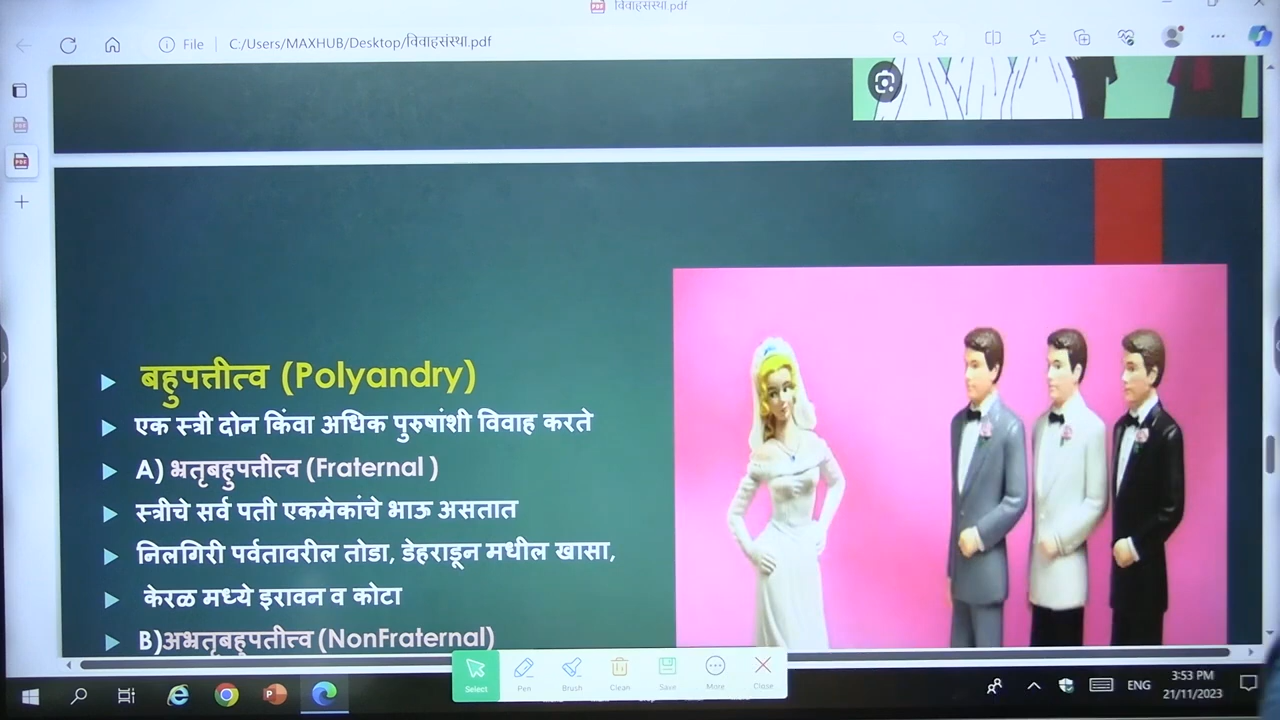 विवाहसंस्था.pdf
File C:/Users/MAXHUB/Desktop/विवाहसंस्था.pdf
बहुपत्तीत्व (Polyandry)
एक स्त्री दोन किंवा अधिक पुरुषांशी विवाह करते
A) भ्रतृबहुपत्तीत्व (Fraternal )
स्त्रीचे सर्व पती एकमेकांचे भाऊ असतात
निलगिरी पर्वतावरील तोडा, डेहराडून मधील खासा,
केरळ मध्ये इरावन व कोटा
B)अभ्रतृबहूपतीत्त्व (NonFraternal)
Select Pen Brush Clean Save More Close
ENG 3:53 PM
21/11/2023